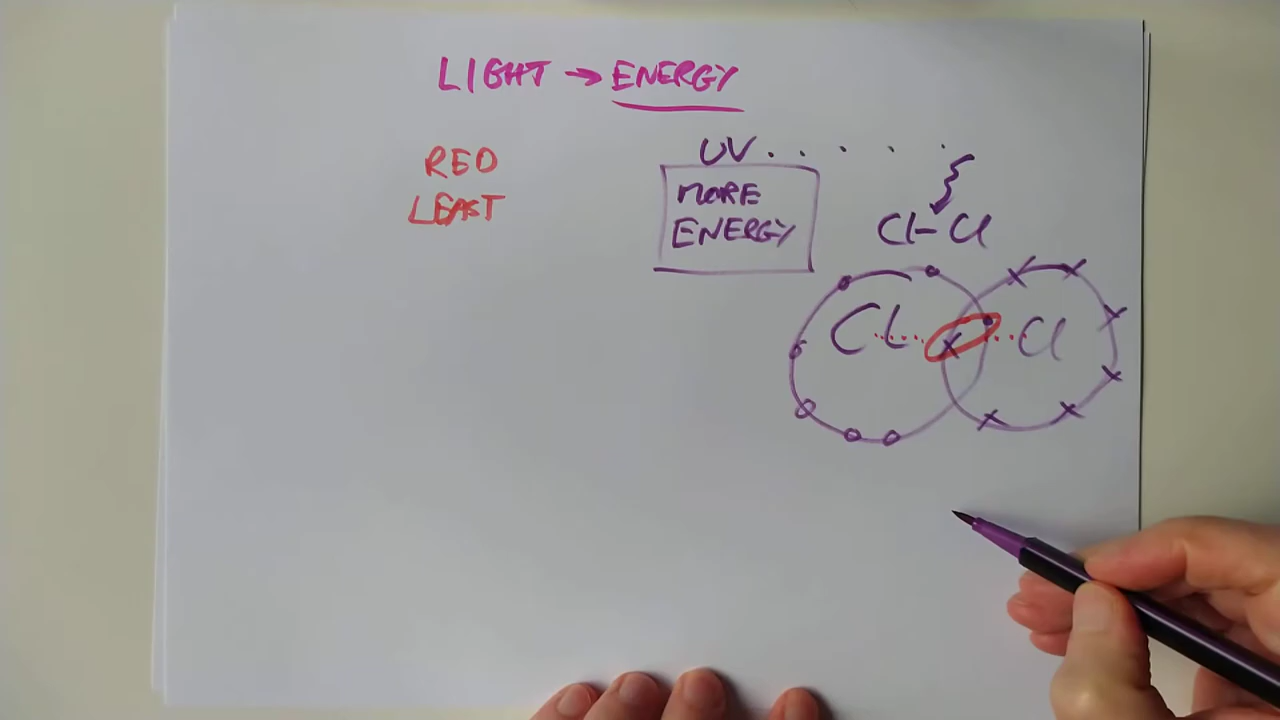 LIGHT → ENERGY
RED
LEAST
UV.....
MORE
ENERGY
Cl-Cl
Cl Cl